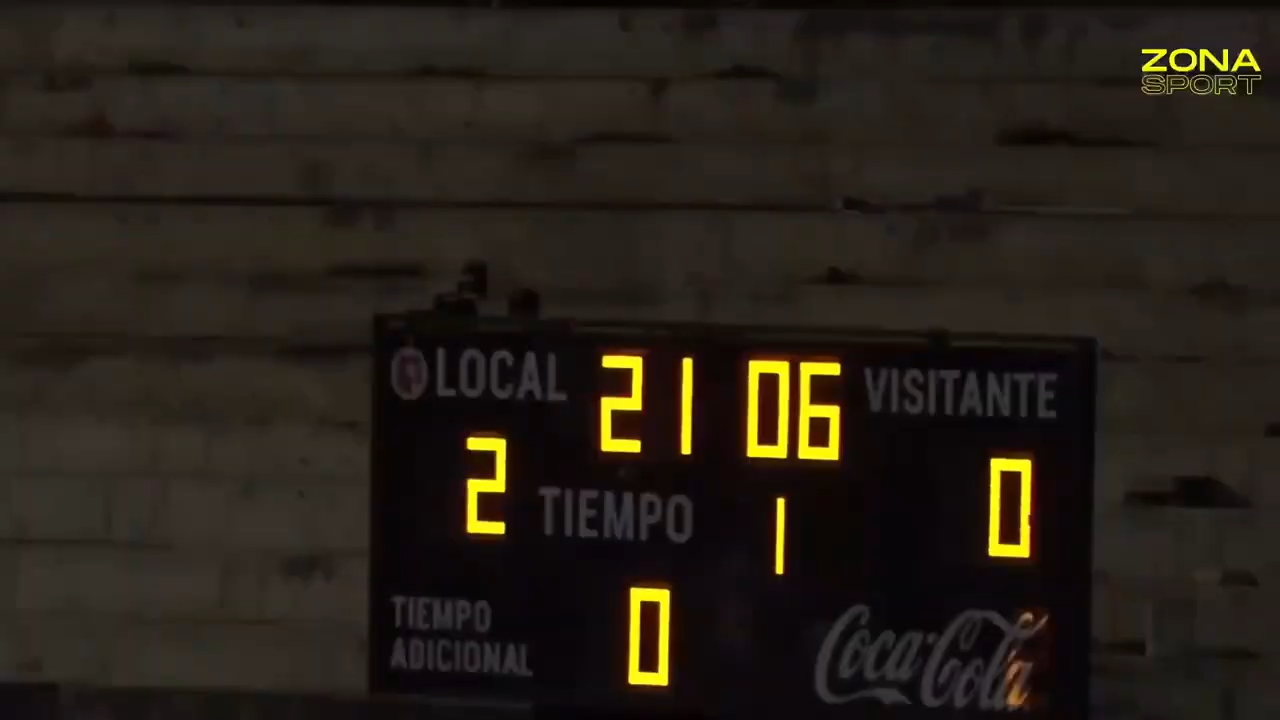 ZONA
SPORT
LOCAL 21 06 VISITANTE
2 TIEMPO 1 0
TIEMPO
ADICIONAL
0
Coca-Cola